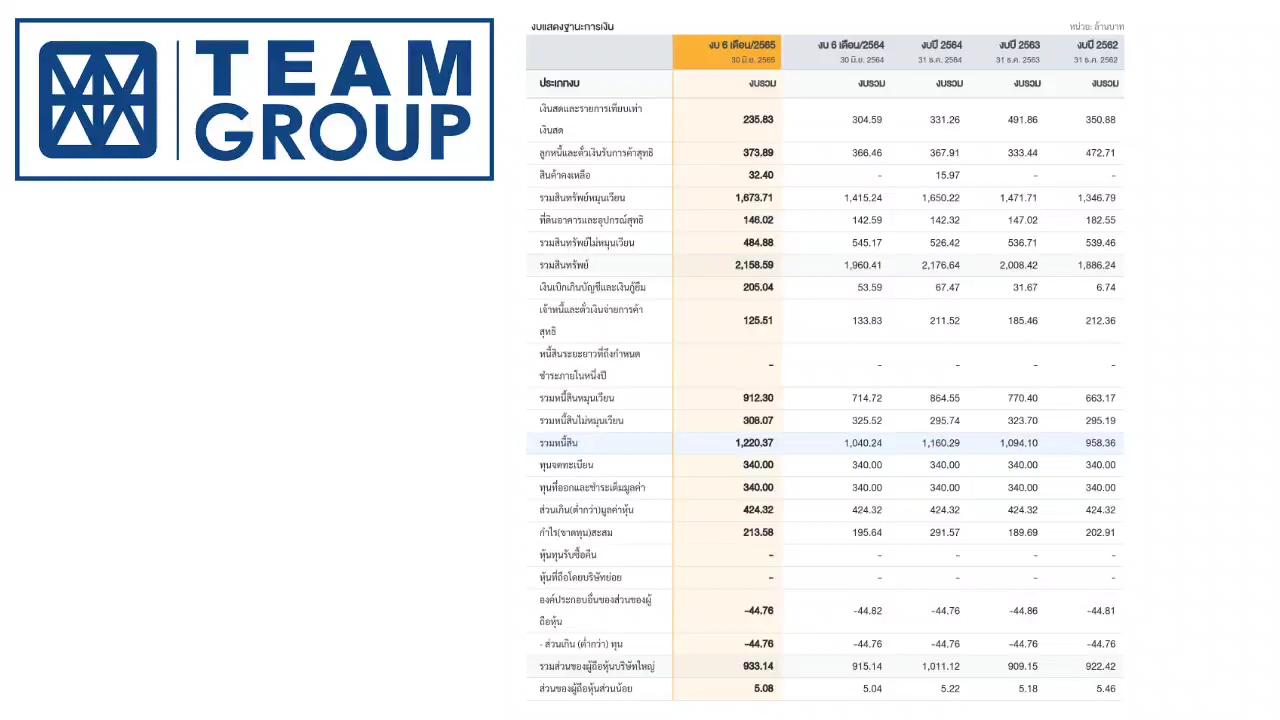 TEAM
GROUP
งบแสดงฐานะการเงิน หน่วย: ล้านบาท
งบ 6 เดือน/2565 งบ 6 เดือน/2564 งบปี 2564 งบปี 2563 งบปี 2562
30 มิ.ย. 2565 30 มิ.ย. 2564 31 ธ.ค. 2564 31 ธ.ค. 2563 31 ธ.ค. 2562
ประเภทงบ งบรวม งบรวม งบรวม งบรวม งบรวม
เงินสดและรายการเทียบเท่า
เงินสด 235.83 304.59 331.26 491.86 350.88
ลูกหนี้และตั๋วเงินรับการค้าสุทธิ 373.89 366.46 367.91 333.44 472.71
สินค้าคงเหลือ 32.40 - 15.97 - -
รวมสินทรัพย์หมุนเวียน 1,673.71 1,415.24 1,650.22 1,471.71 1,346.79
ที่ดินอาคารและอุปกรณ์สุทธิ 146.02 142.59 142.32 147.02 182.55
รวมสินทรัพย์ไม่หมุนเวียน 484.88 545.17 526.42 536.71 539.46
รวมสินทรัพย์ 2,158.59 1,960.41 2,176.64 2,008.42 1,886.24
เงินเบิกเกินบัญชีและเงินกู้ยืม 205.04 53.59 67.47 31.67 6.74
เจ้าหนี้และตั๋วเงินจ่ายการค้า
สุทธิ 125.51 133.83 211.52 185.46 212.36
หนี้สินระยะยาวที่ถึงกำหนด
ชำระภายในหนึ่งปี - - - - -
รวมหนี้สินหมุนเวียน 912.30 714.72 864.55 770.40 663.17
รวมหนี้สินไม่หมุนเวียน 308.07 325.52 295.74 323.70 295.19
รวมหนี้สิน 1,220.37 1,040.24 1,160.29 1,094.10 958.36
ทุนจดทะเบียน 340.00 340.00 340.00 340.00 340.00
ทุนที่ออกและชำระเต็มมูลค่า 340.00 340.00 340.00 340.00 340.00
ส่วนเกิน(ต่ำกว่า)มูลค่าหุ้น 424.32 424.32 424.32 424.32 424.32
กำไร(ขาดทุน)สะสม 213.58 195.64 291.57 189.69 202.91
หุ้นทุนรับซื้อคืน - - - - -
หุ้นที่ถือโดยบริษัทย่อย - - - - -
องค์ประกอบอื่นของส่วนของผู้
ถือหุ้น -44.76 -44.82 -44.76 -44.86 -44.81
- ส่วนเกิน (ต่ำกว่า) ทุน -44.76 -44.76 -44.76 -44.76 -44.76
รวมส่วนของผู้ถือหุ้นบริษัทใหญ่ 933.14 915.14 1,011.12 909.15 922.42
ส่วนของผู้ถือหุ้นส่วนน้อย 5.08 5.04 5.22 5.18 5.46